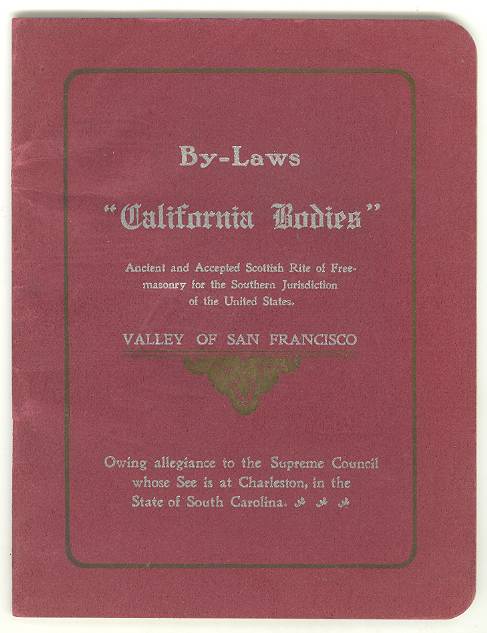 By-Laws
"California Bodies"
Ancient and Accepted Scottish Rite of Free-
masonry for the Southern Jurisdiction
of the United States.
VALLEY OF SAN FRANCISCO
Owing allegiance to the Supreme Council
whose See is at Charleston, in the
State of South Carolina.